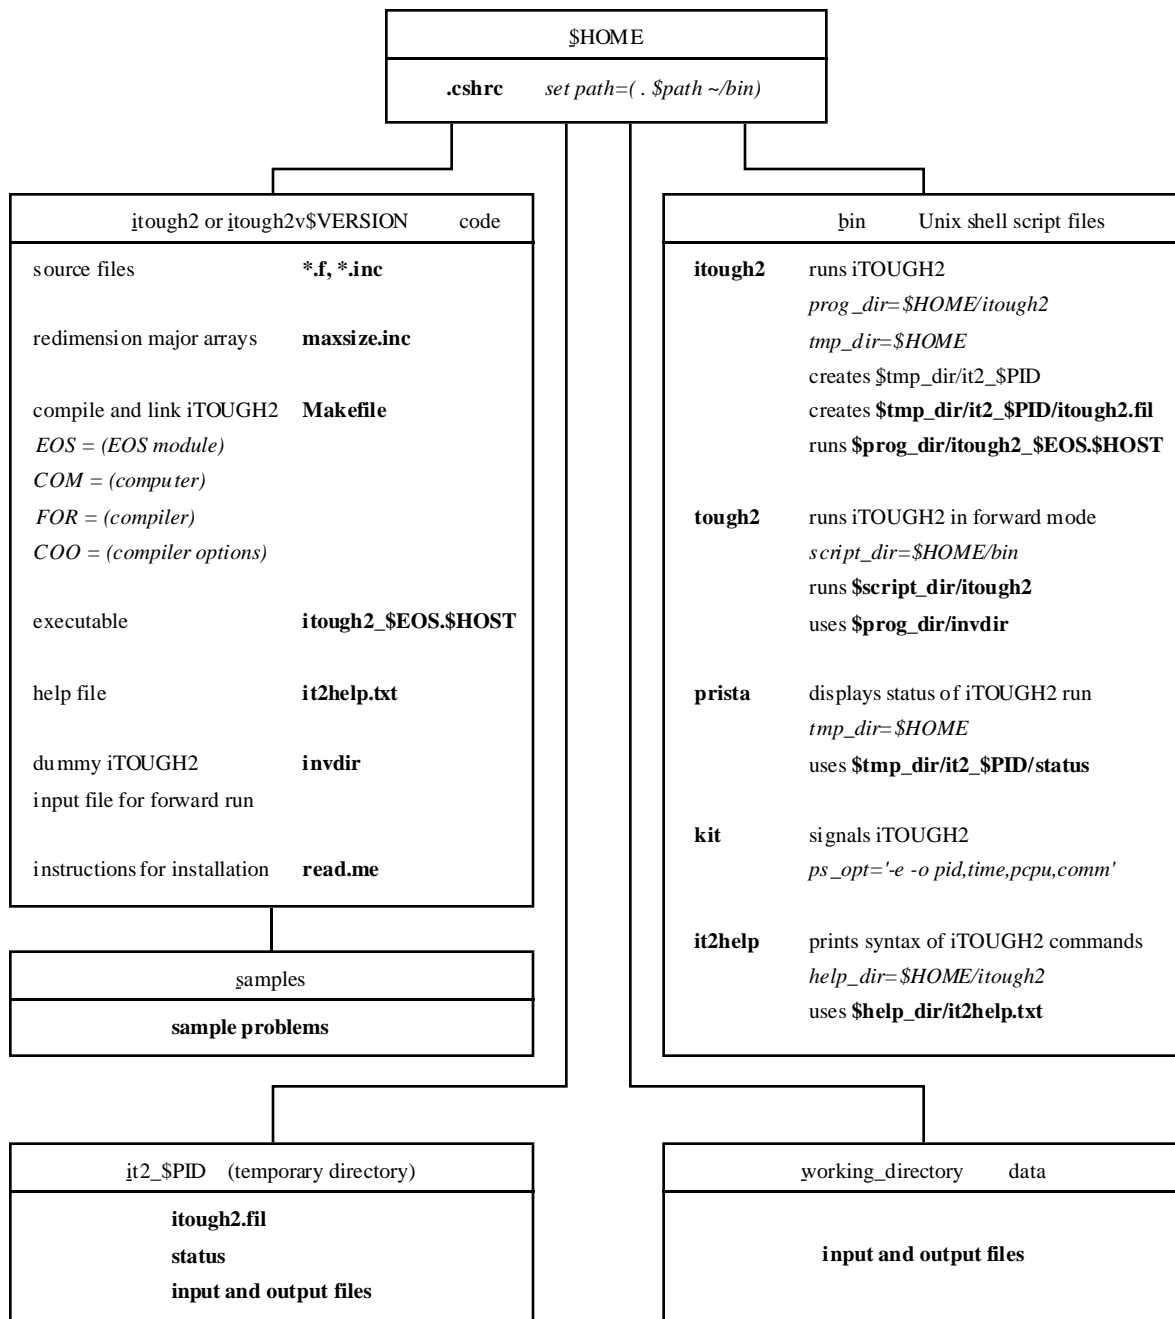 $HOME
.cshrc set path=( . $path ~/bin)
itough2 or itough2v$VERSION code
source files *.f, *.inc
redimension major arrays maxsize.inc
compile and link iTOUGH2 Makefile
EOS = (EOS module)
COM = (computer)
FOR = (compiler)
COO = (compiler options)
executable itough2_$EOS.$HOST
help file it2help.txt
dummy iTOUGH2 invdir
input file for forward run
instructions for installation read.me
samples
sample problems
bin Unix shell script files
itough2 runs iTOUGH2
prog_dir=$HOME/itough2
tmp_dir=$HOME
creates $tmp_dir/it2_$PID
creates $tmp_dir/it2_$PID/itough2.fil
runs $prog_dir/itough2_$EOS.$HOST
tough2 runs iTOUGH2 in forward mode
script_dir=$HOME/bin
runs $script_dir/itough2
uses $prog_dir/invdir
prista displays status of iTOUGH2 run
tmp_dir=$HOME
uses $tmp_dir/it2_$PID/status
kit signals iTOUGH2
ps_opt='-e -o pid,time,pcpu,comm'
it2help prints syntax of iTOUGH2 commands
help_dir=$HOME/itough2
uses $help_dir/it2help.txt
it2_$PID (temporary directory)
itough2.fil
status
input and output files
working_directory data
input and output files